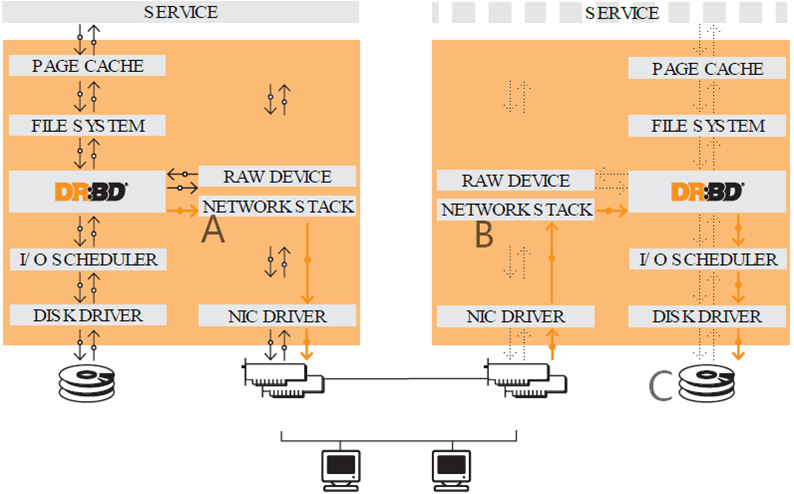 SERVICE
PAGE CACHE
FILE SYSTEM
RAW DEVICE
DR:BD®
NETWORK STACK
A
I/O SCHEDULER
DISK DRIVER
NIC DRIVER
SERVICE
PAGE CACHE
FILE SYSTEM
RAW DEVICE
DR:BD®
NETWORK STACK
B
I/O SCHEDULER
NIC DRIVER
DISK DRIVER
C